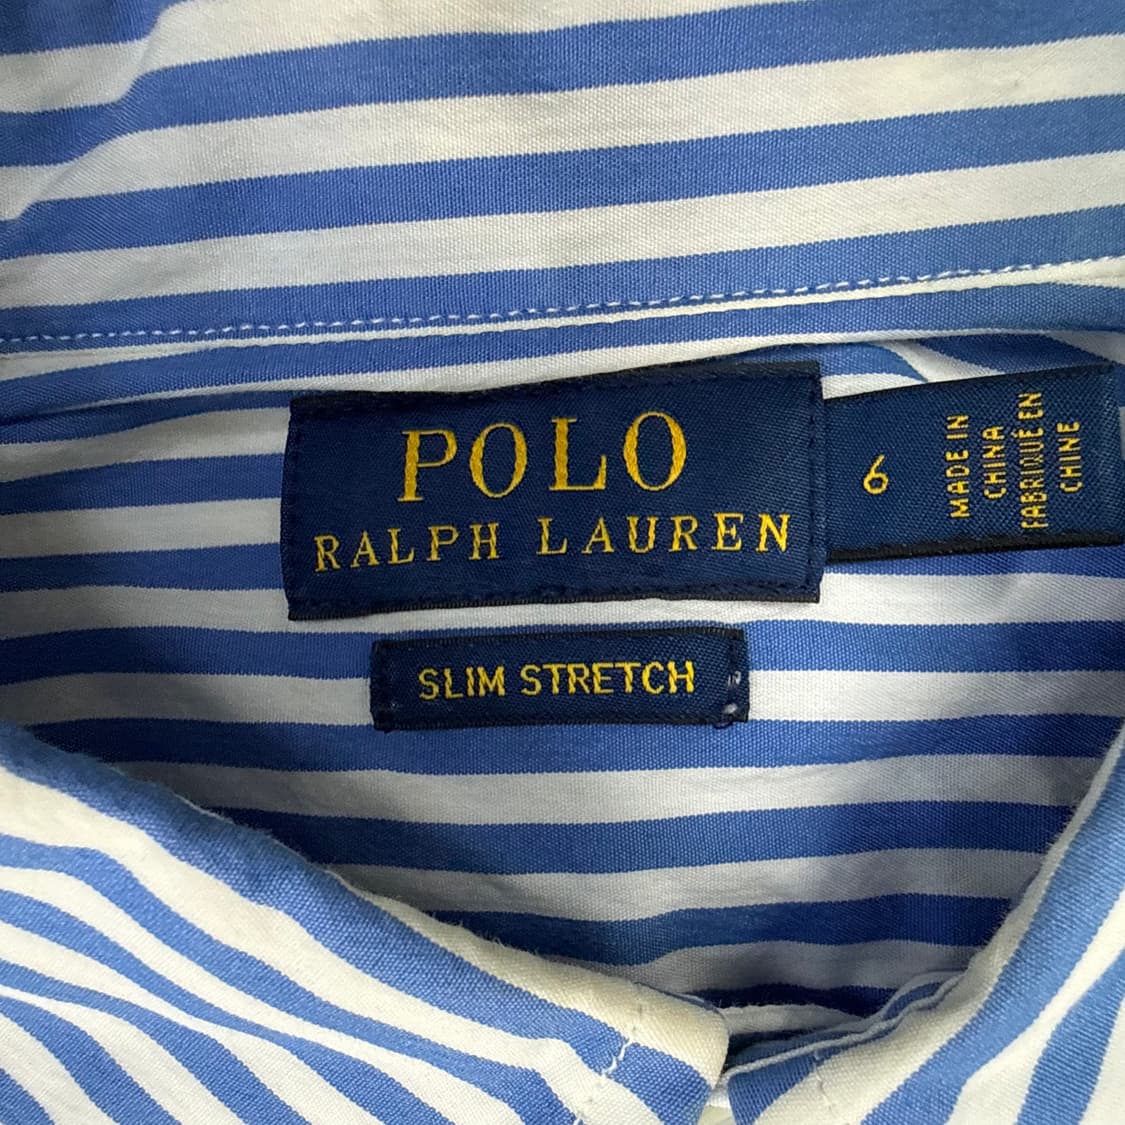 POLO
RALPH LAUREN
6
MADE IN
CHINA
FABRIQUÉ EN
CHINE
SLIM STRETCH